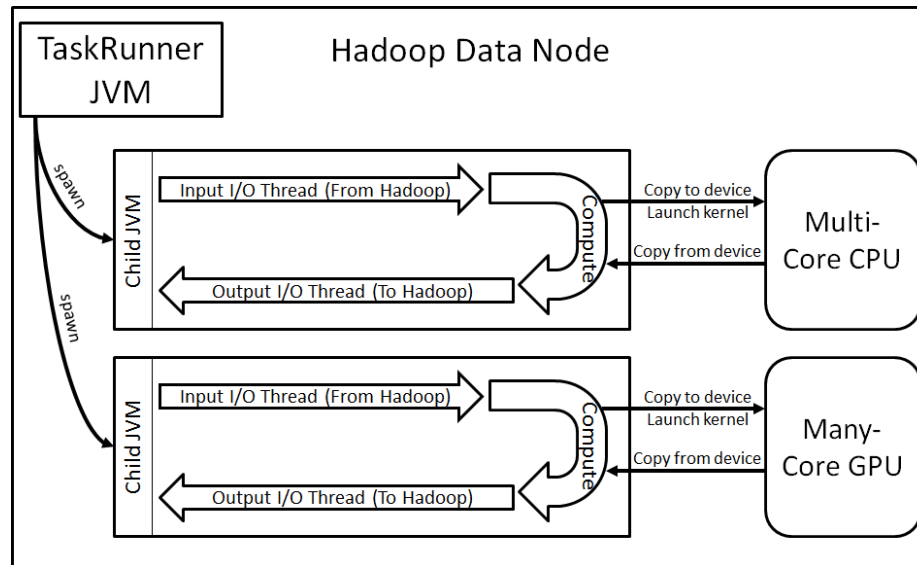 TaskRunner
JVM
Hadoop Data Node
spawn
spawn
Child JVM
Input I/O Thread (From Hadoop)
Compute
Output I/O Thread (To Hadoop)
Copy to device
Launch kernel
Copy from device
Multi-
Core CPU
Child JVM
Input I/O Thread (From Hadoop)
Compute
Output I/O Thread (To Hadoop)
Copy to device
Launch kernel
Copy from device
Many-
Core GPU